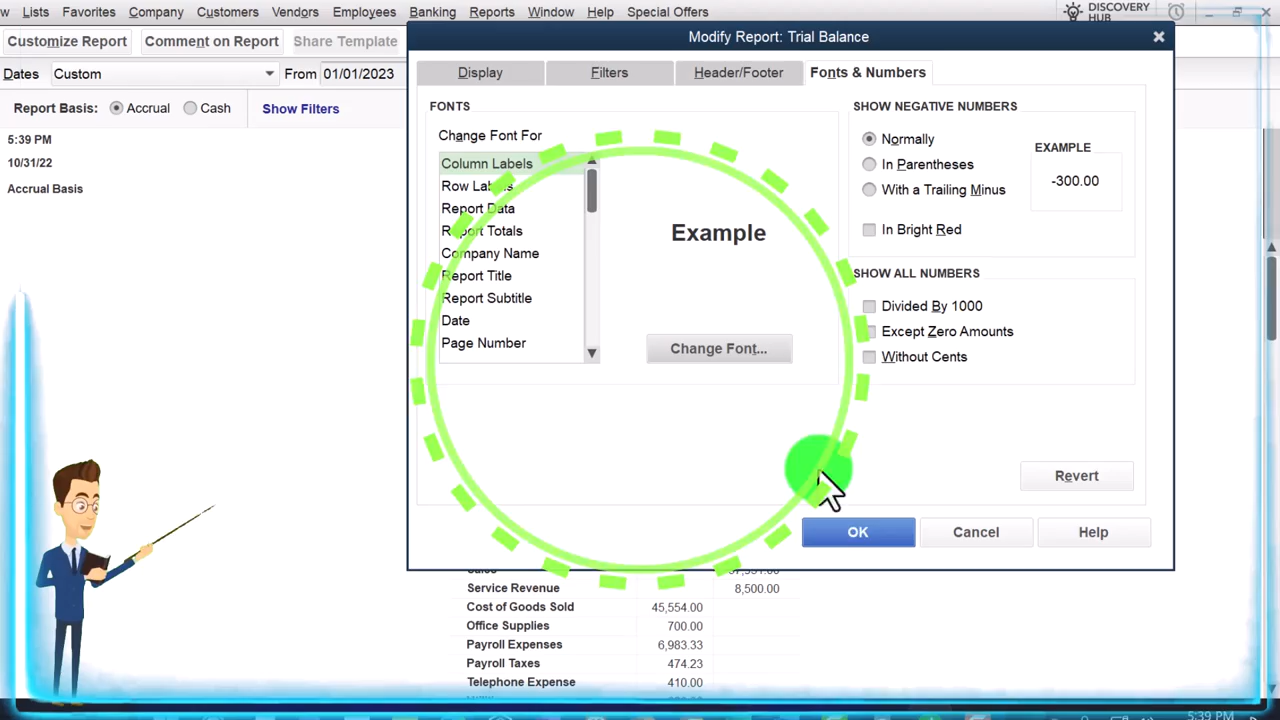 w Lists Favorites Company Customers Vendors Employees Banking Reports Window Help Special Offers
DISCOVERY
HUB
Customize Report Comment on Report Share Template
Dates Custom From 01/01/2023
Report Basis: Accrual Cash Show Filters
5:39 PM
10/31/22
Accrual Basis
Modify Report: Trial Balance
Display Filters Header/Footer Fonts & Numbers
FONTS
Change Font For
Column Labels
Row Labels
Report Data
Report Totals
Company Name
Report Title
Report Subtitle
Date
Page Number
Example
Change Font...
SHOW NEGATIVE NUMBERS
Normally
In Parentheses
With a Trailing Minus
In Bright Red
EXAMPLE
-300.00
SHOW ALL NUMBERS
Divided By 1000
Except Zero Amounts
Without Cents
Revert
OK Cancel Help
Sales
Service Revenue 8,500.00
Cost of Goods Sold 45,554.00
Office Supplies 700.00
Payroll Expenses 6,983.33
Payroll Taxes 474.23
Telephone Expense 410.00
5:39 PM